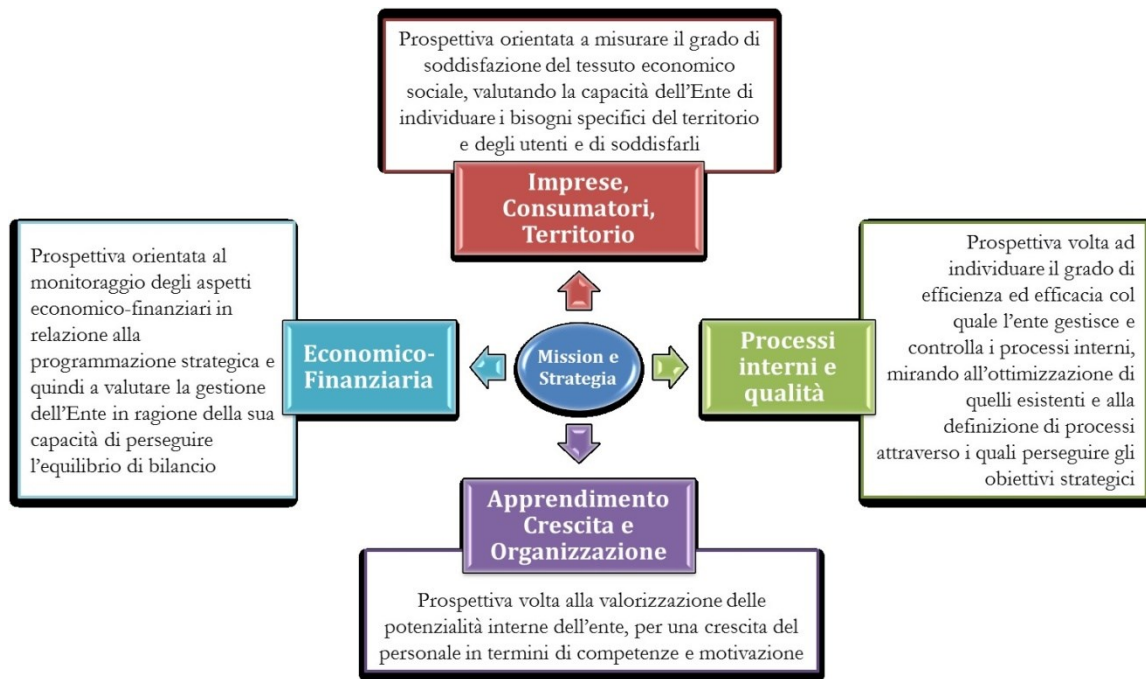 Prospettiva orientata a misurare il grado di
soddisfazione del tessuto economico
sociale, valutando la capacità dell’Ente di
individuare i bisogni specifici del territorio
e degli utenti e di soddisfarli
Imprese,
Consumatori,
Territorio
Prospettiva orientata al
monitoraggio degli aspetti
economico-finanziari in
relazione alla
programmazione strategica e
quindi a valutare la gestione
dell’Ente in ragione della sua
capacità di perseguire
l’equilibrio di bilancio
Economico-
Finanziaria
Mission e
Strategia
Processi
interni e
qualità
Prospettiva volta ad
individuare il grado di
efficienza ed efficacia col
quale l’ente gestisce e
controlla i processi interni,
mirando all’ottimizzazione di
quelli esistenti e alla
definizione di processi
attraverso i quali perseguire gli
obiettivi strategici
Apprendimento
Crescita e
Organizzazione
Prospettiva volta alla valorizzazione delle
potenzialità interne dell’ente, per una crescita del
personale in termini di competenze e motivazione